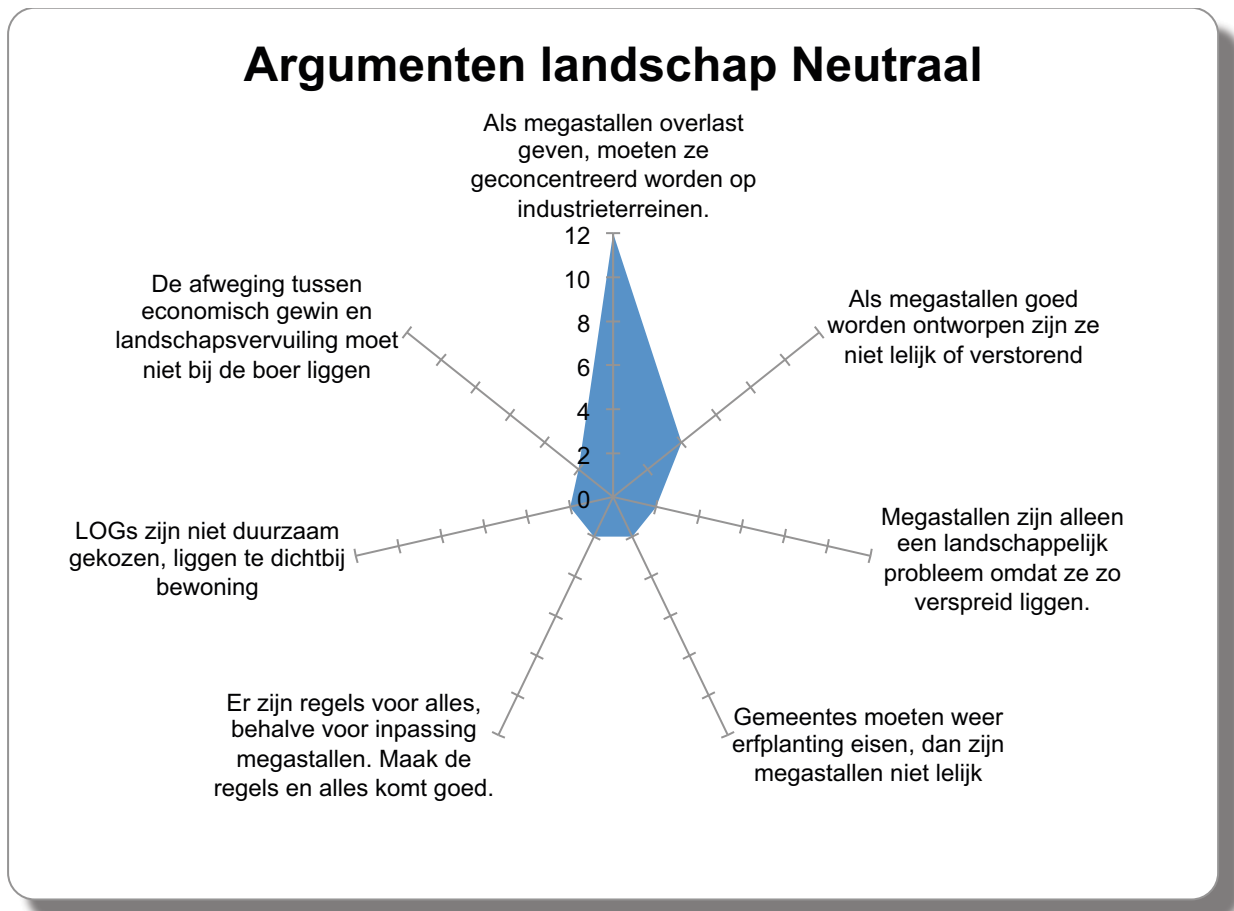 Argumenten landschap Neutraal
Als megastallen overlast
geven, moeten ze
geconcentreerd worden op
industrieterreinen.
12
10
8
6
4
2
0
Als megastallen goed
worden ontworpen zijn ze
niet lelijk of verstorend
Megastallen zijn alleen
een landschappelijk
probleem omdat ze zo
verspreid liggen.
Gemeentes moeten weer
erfplanting eisen, dan zijn
megastallen niet lelijk
Er zijn regels voor alles,
behalve voor inpassing
megastallen. Maak de
regels en alles komt goed.
LOGs zijn niet duurzaam
gekozen, liggen te dichtbij
bewoning
De afweging tussen
economisch gewin en
landschapsvervuiling moet
niet bij de boer liggen